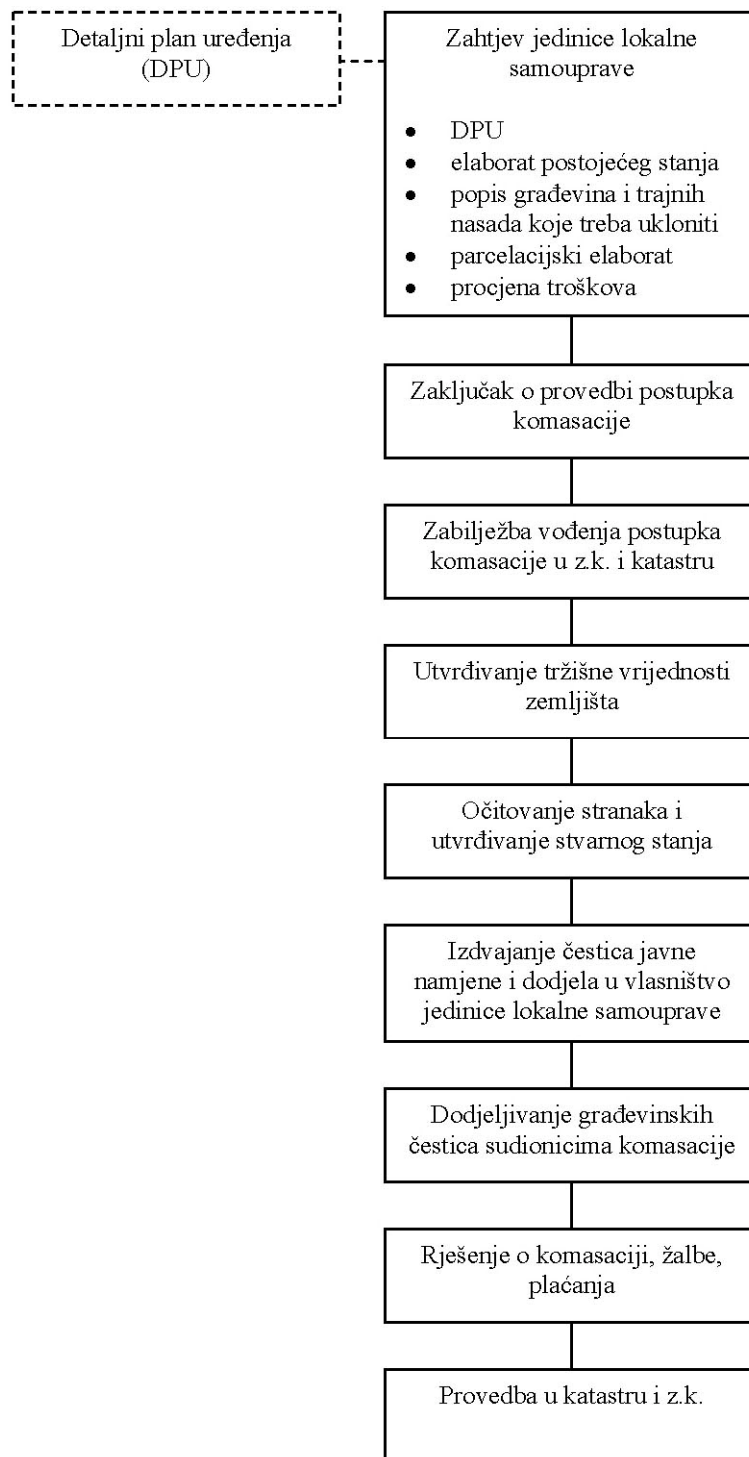 Detaljni plan uređenja
(DPU)
Zahtjev jedinice lokalne
samouprave
• DPU
• elaborat postojećeg stanja
• popis građevina i trajnih
nasada koje treba ukloniti
• parcelacijski elaborat
• procjena troškova
Zaključak o provedbi postupka
komasacije
Zabilježba vođenja postupka
komasacije u z.k. i katastru
Utvrđivanje tržišne vrijednosti
zemljišta
Očitovanje stranaka i
utvrđivanje stvarnog stanja
Izdvajanje čestica javne
namjene i dodjela u vlasništvo
jedinice lokalne samouprave
Dodjeljivanje građevinskih
čestica sudionicima komasacije
Rješenje o komasaciji, žalbe,
plaćanja
Provedba u katastru i z.k.